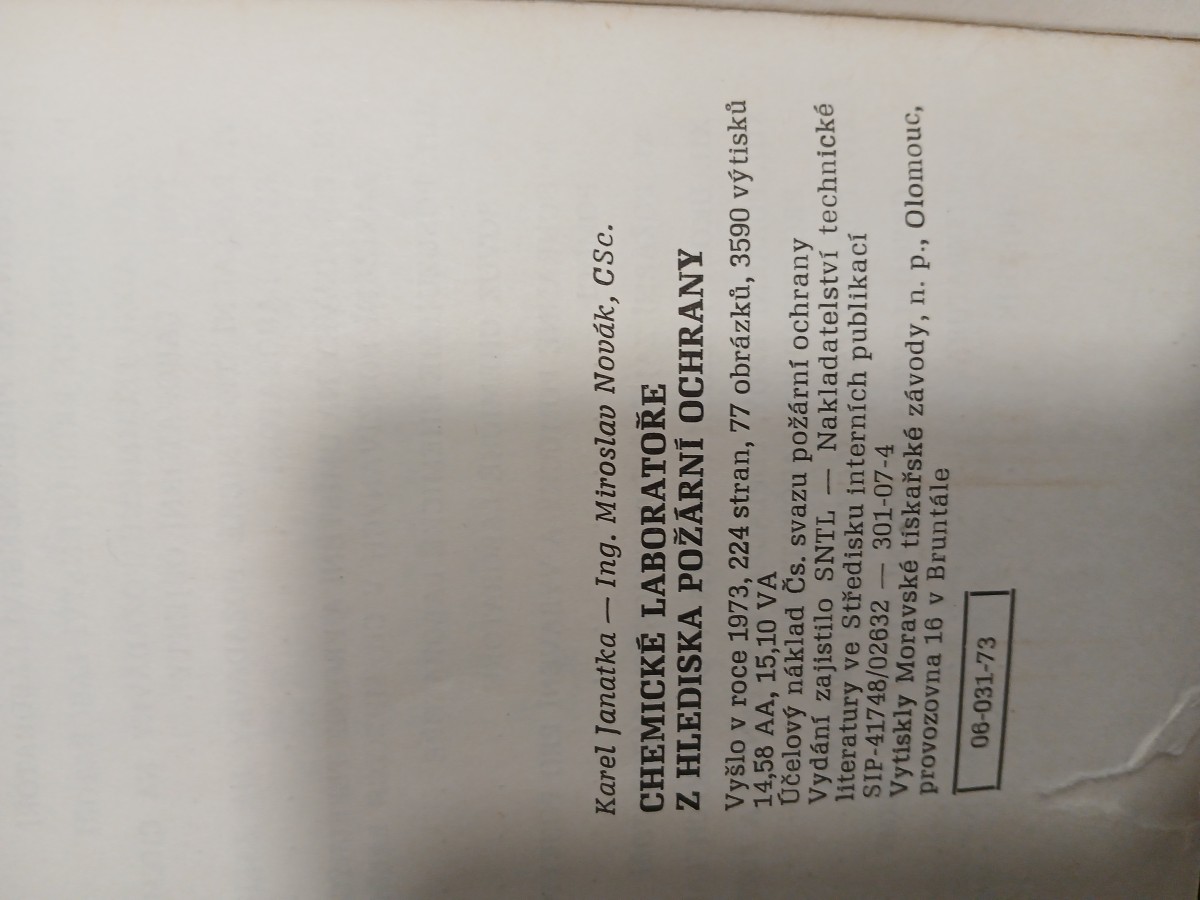 Karel Janatka — Ing. Miroslav Novák, CSc.
CHEMICKÉ LABORATOŘE
Z HLEDISKA POŽÁRNÍ OCHRANY
Vyšlo v roce 1973, 224 stran, 77 obrázků, 3590 výtisků
14,58 AA, 15,10 VA
Účelový náklad Čs. svazu požární ochrany
Vydání zajistilo SNTL — Nakladatelství technické
literatury ve Středisku interních publikací
SIP-41748/02632 — 301-07-4
Vytiskly Moravské tiskařské závody, n. p., Olomouc,
provozovna 16 v Bruntále
06-031-73